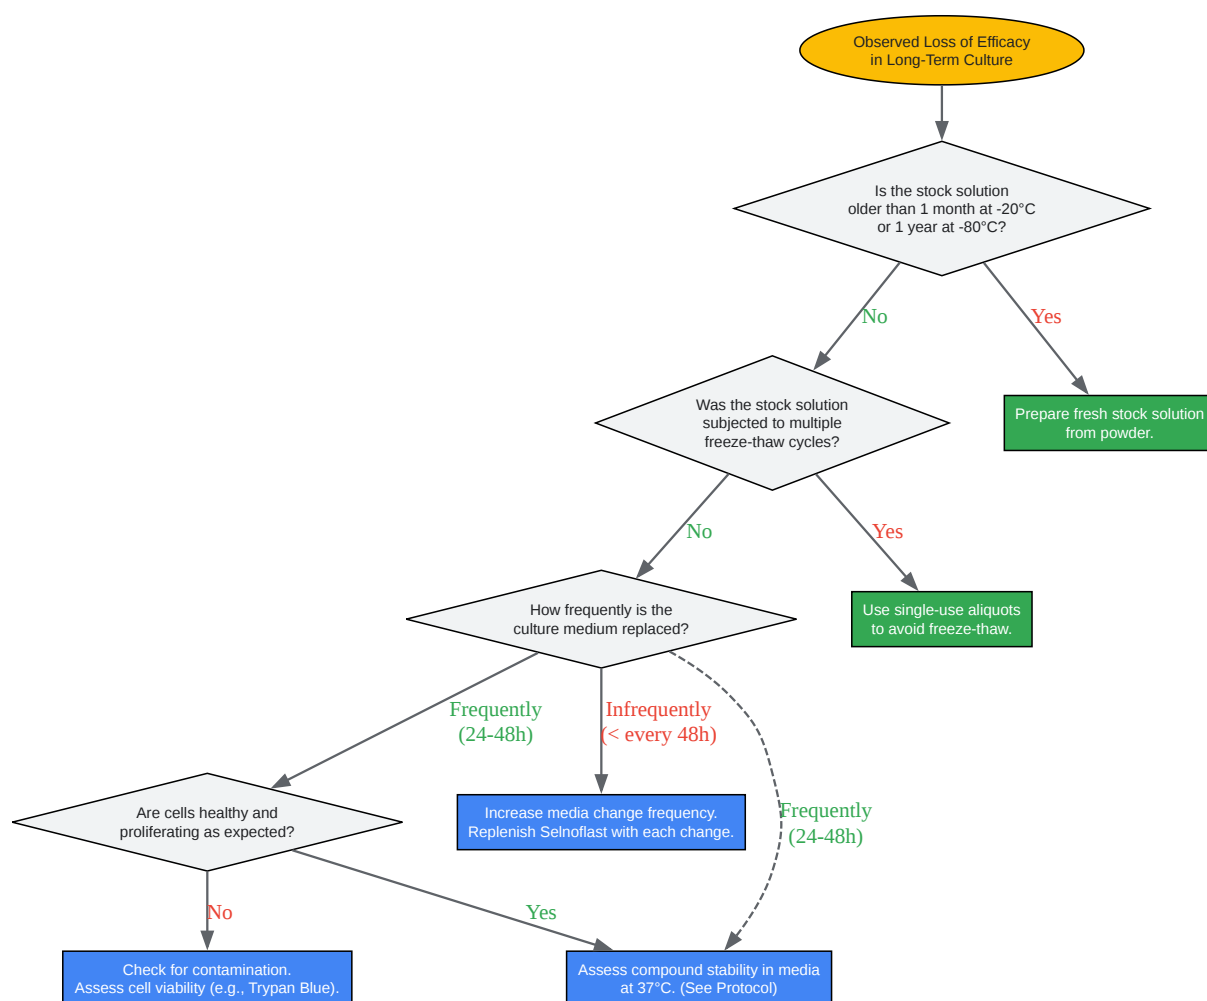 Observed Loss of Efficacy
in Long-Term Culture
Is the stock solution
older than 1 month at -20°C
or 1 year at -80°C?
No
Yes
Was the stock solution
subjected to multiple
freeze-thaw cycles?
Prepare fresh stock solution
from powder.
No
Yes
How frequently is the
culture medium replaced?
Use single-use aliquots
to avoid freeze-thaw.
Frequently
(24-48h)
Infrequently
(< every 48h)
Are cells healthy and
proliferating as expected?
Increase media change frequency.
Replenish Selnoflast with each change.
Frequently
(24-48h)
No
Yes
Check for contamination.
Assess cell viability (e.g., Trypan Blue).
Assess compound stability in media
at 37°C. (See Protocol)